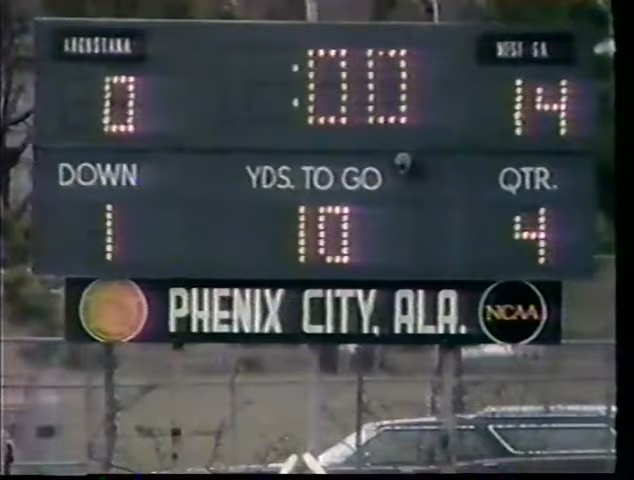 AUGUSTANA WEST GA.
0 :00 14
DOWN YDS. TO GO QTR.
1 10 4
PHENIX CITY, ALA. NCAA